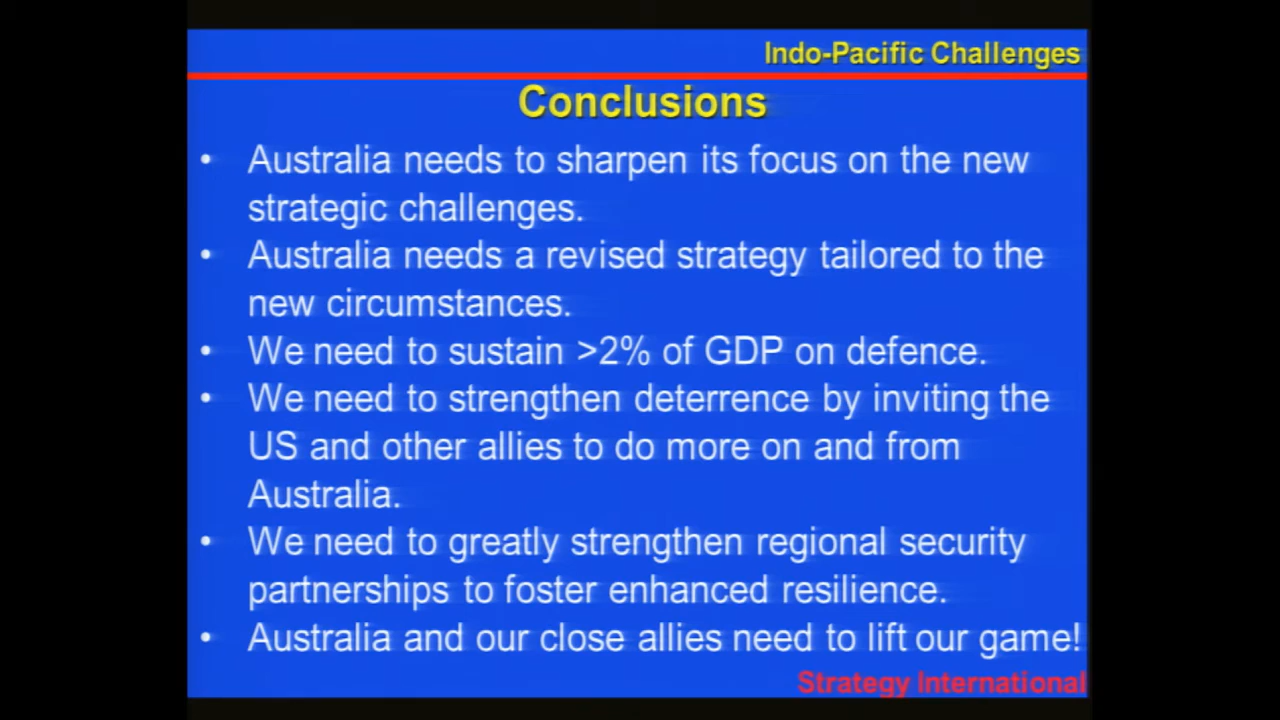 Indo-Pacific Challenges
Conclusions
• Australia needs to sharpen its focus on the new
strategic challenges.
• Australia needs a revised strategy tailored to the
new circumstances.
• We need to sustain >2% of GDP on defence.
• We need to strengthen deterrence by inviting the
US and other allies to do more on and from
Australia.
• We need to greatly strengthen regional security
partnerships to foster enhanced resilience.
• Australia and our close allies need to lift our game!
Strategy International